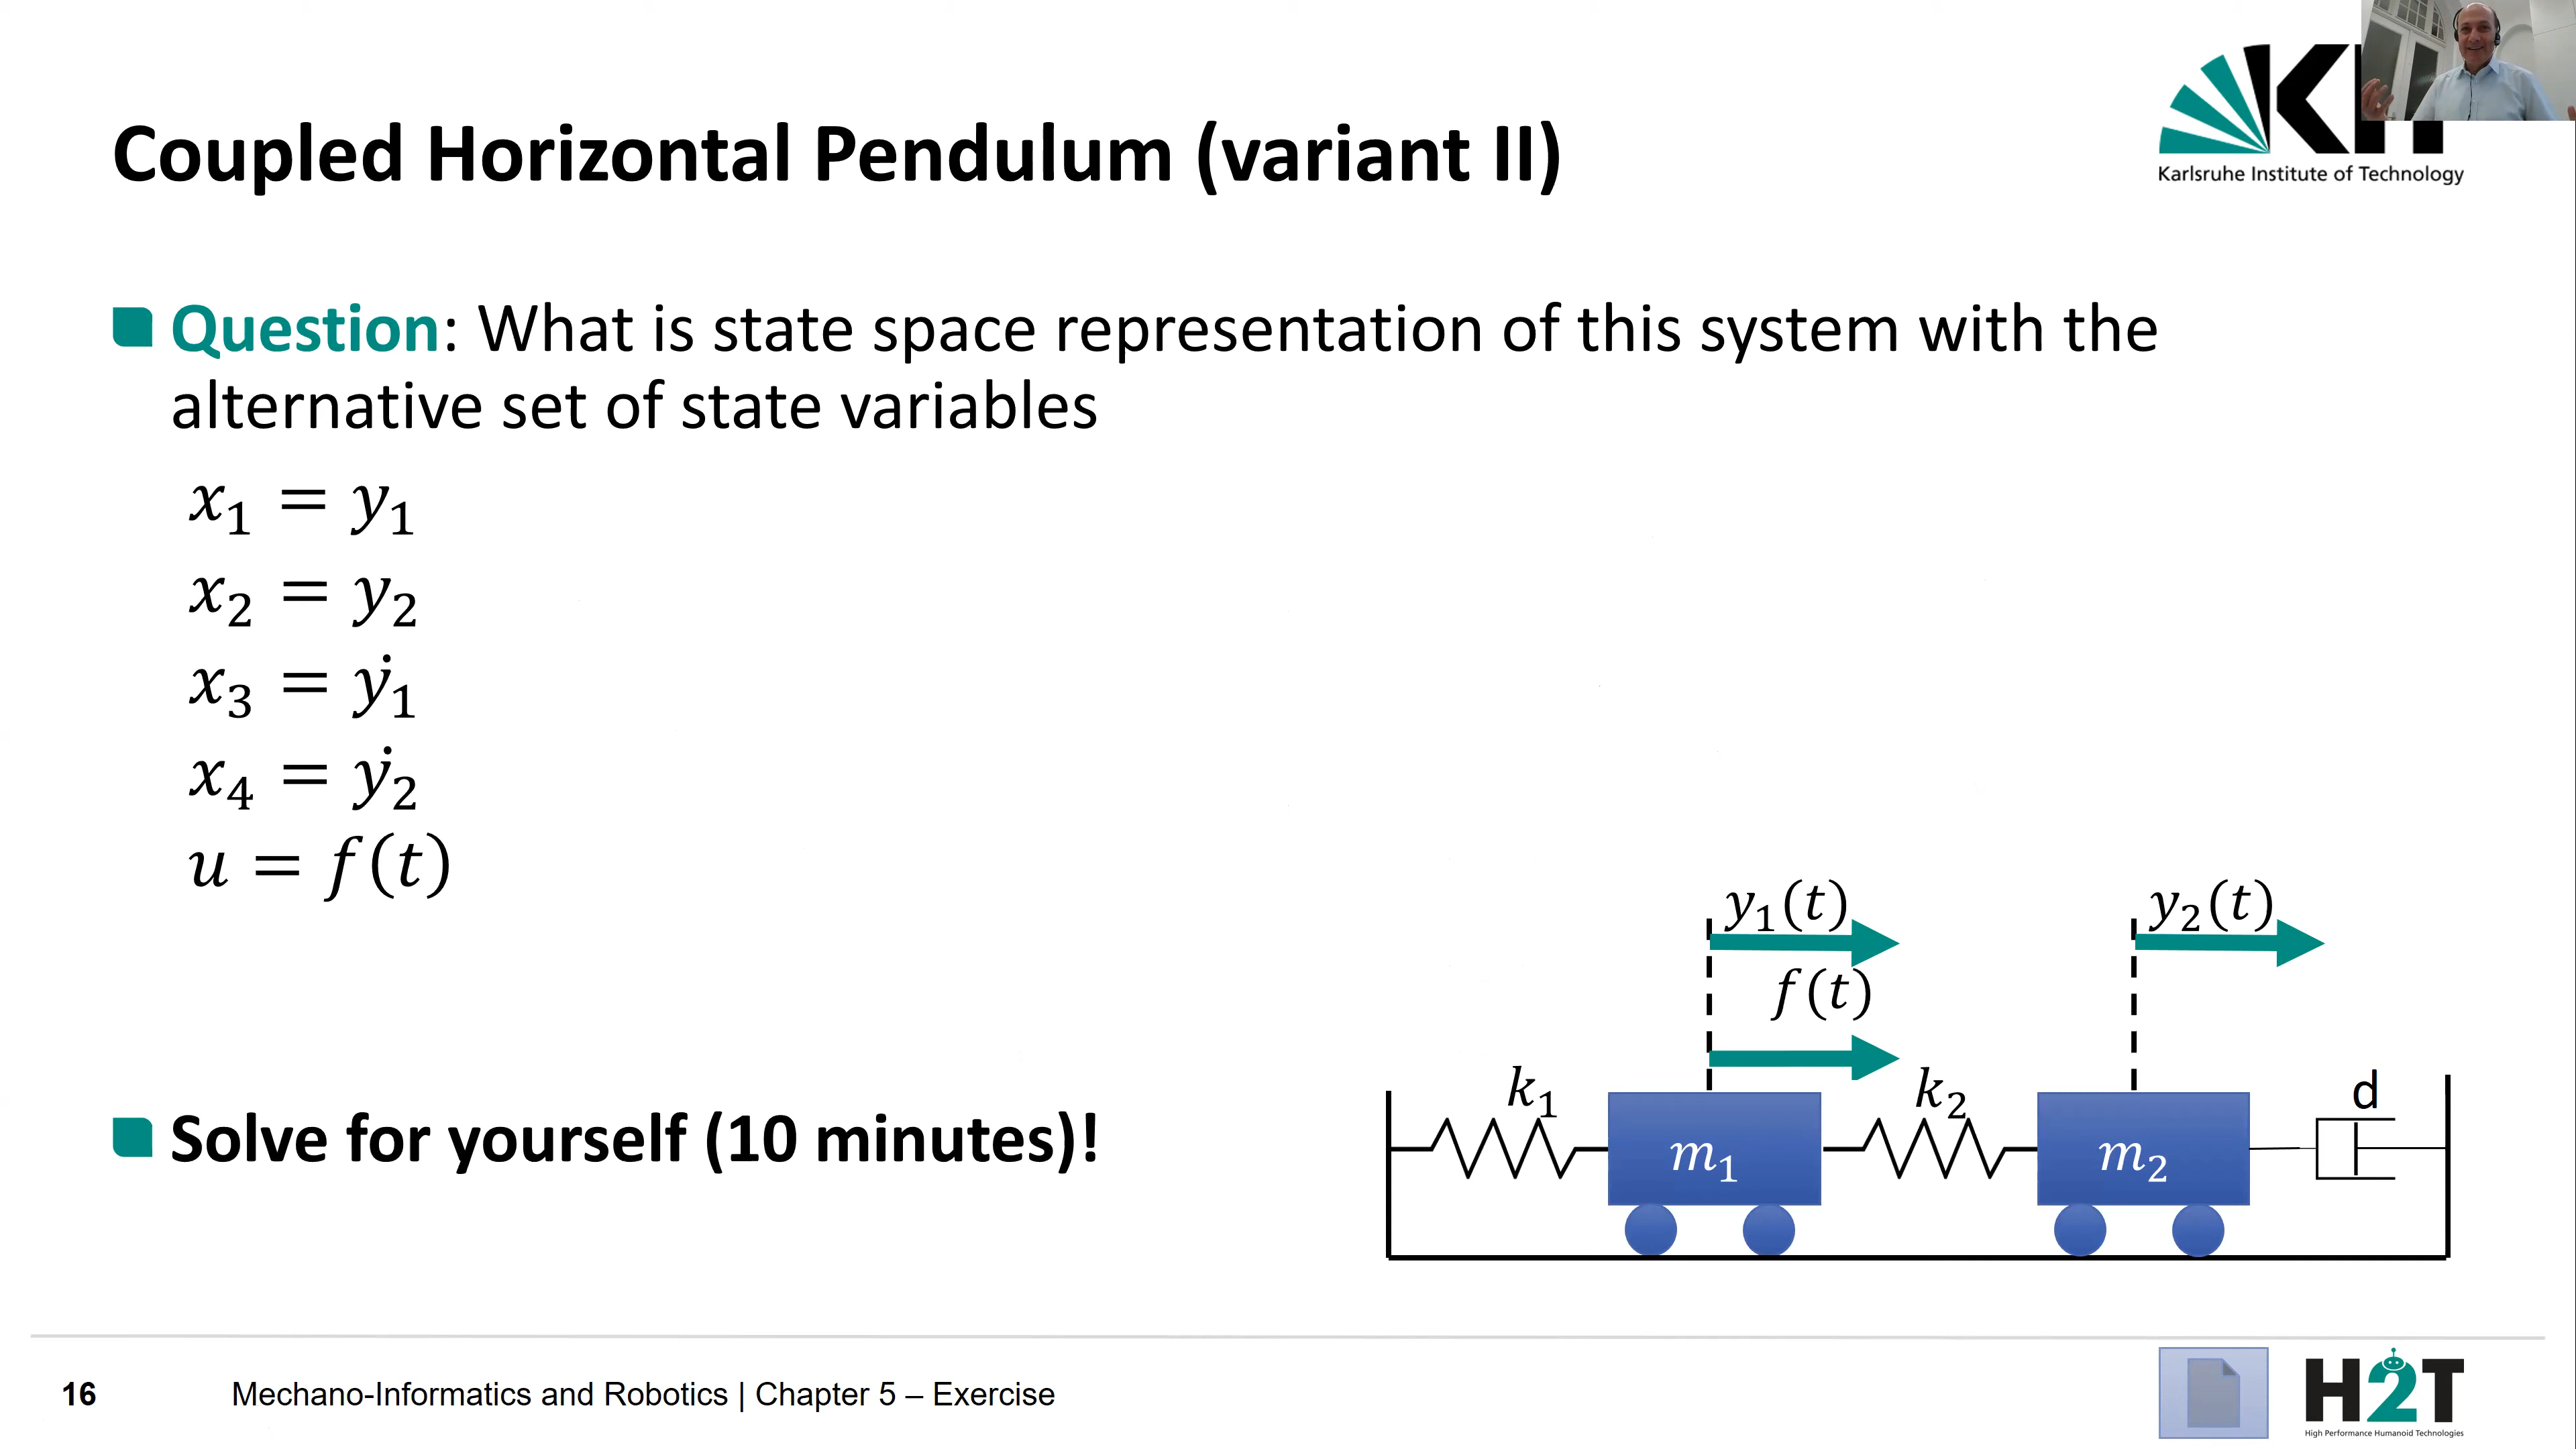 Coupled Horizontal Pendulum (variant II)
Karlsruhe Institute of Technology
Question: What is state space representation of this system with the
alternative set of state variables
x₁ = y₁
x₂ = y₂
x₃ = ẏ₁
x₄ = ẏ₂
u = f(t)
y₁(t)
y₂(t)
f(t)
k₁
k₂
d
m₁
m₂
Solve for yourself (10 minutes)!
16
Mechano-Informatics and Robotics | Chapter 5 – Exercise
H2T
High Performance Humanoid Technologies